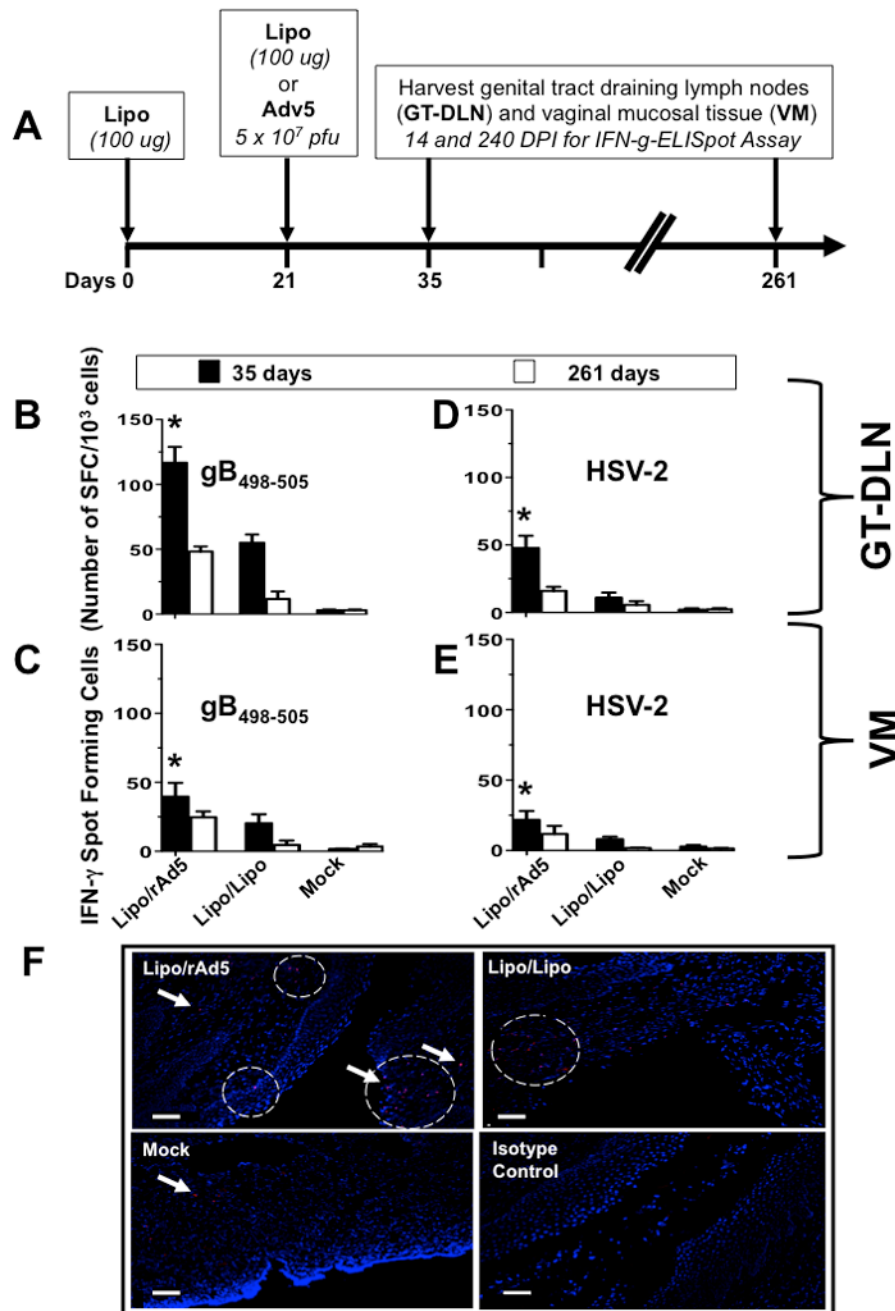 A
Lipo
(100 ug)
Lipo
(100 ug)
or
Adv5
5 x 10⁷ pfu
Harvest genital tract draining lymph nodes
(GT-DLN) and vaginal mucosal tissue (VM)
14 and 240 DPI for IFN-g-ELISpot Assay
Days 0
21
35
261
35 days
261 days
IFN-γ Spot Forming Cells (Number of SFC/10³ cells)
B
150
100
50
0
*
gB498-505
D
150
100
50
0
*
HSV-2
GT-DLN
C
150
100
50
0
*
gB498-505
Lipo/rAd5
Lipo/Lipo
Mock
E
150
100
50
0
*
HSV-2
Lipo/rAd5
Lipo/Lipo
Mock
VM
F
Lipo/rAd5
Lipo/Lipo
Mock
Isotype
Control